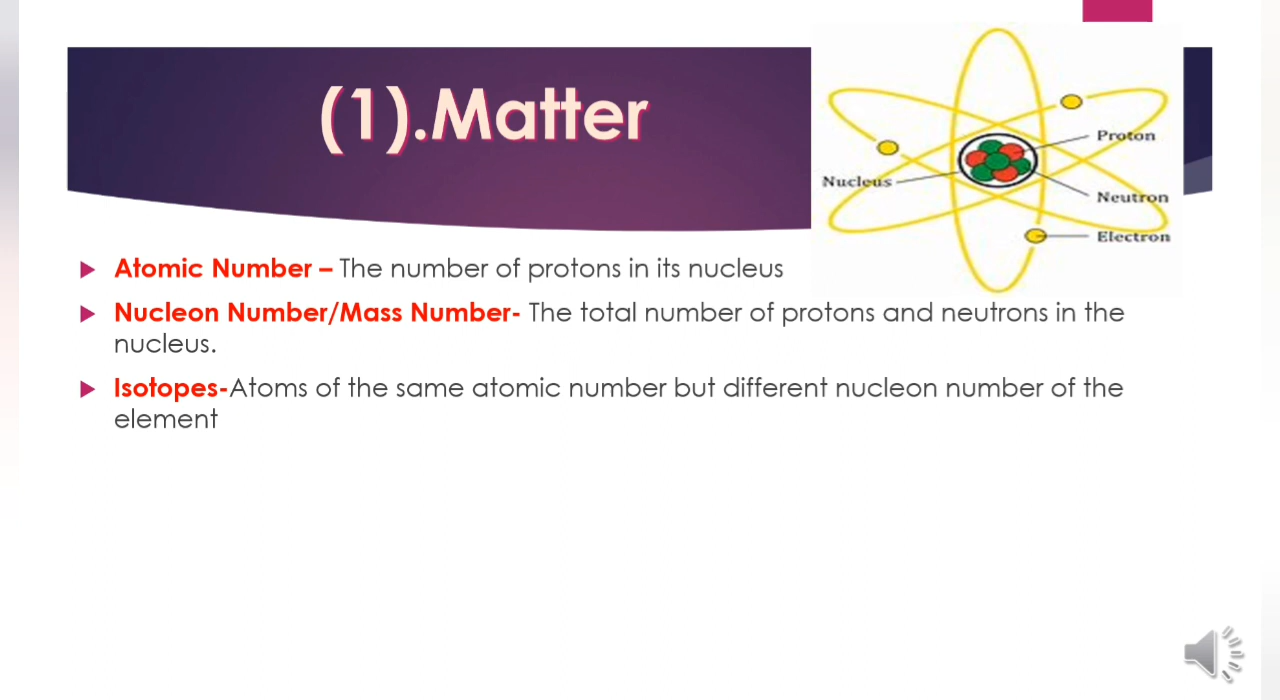 (1).Matter
Proton
Nucleus
Neutron
Electron
Atomic Number – The number of protons in its nucleus
Nucleon Number/Mass Number- The total number of protons and neutrons in the
nucleus.
Isotopes-Atoms of the same atomic number but different nucleon number of the
element